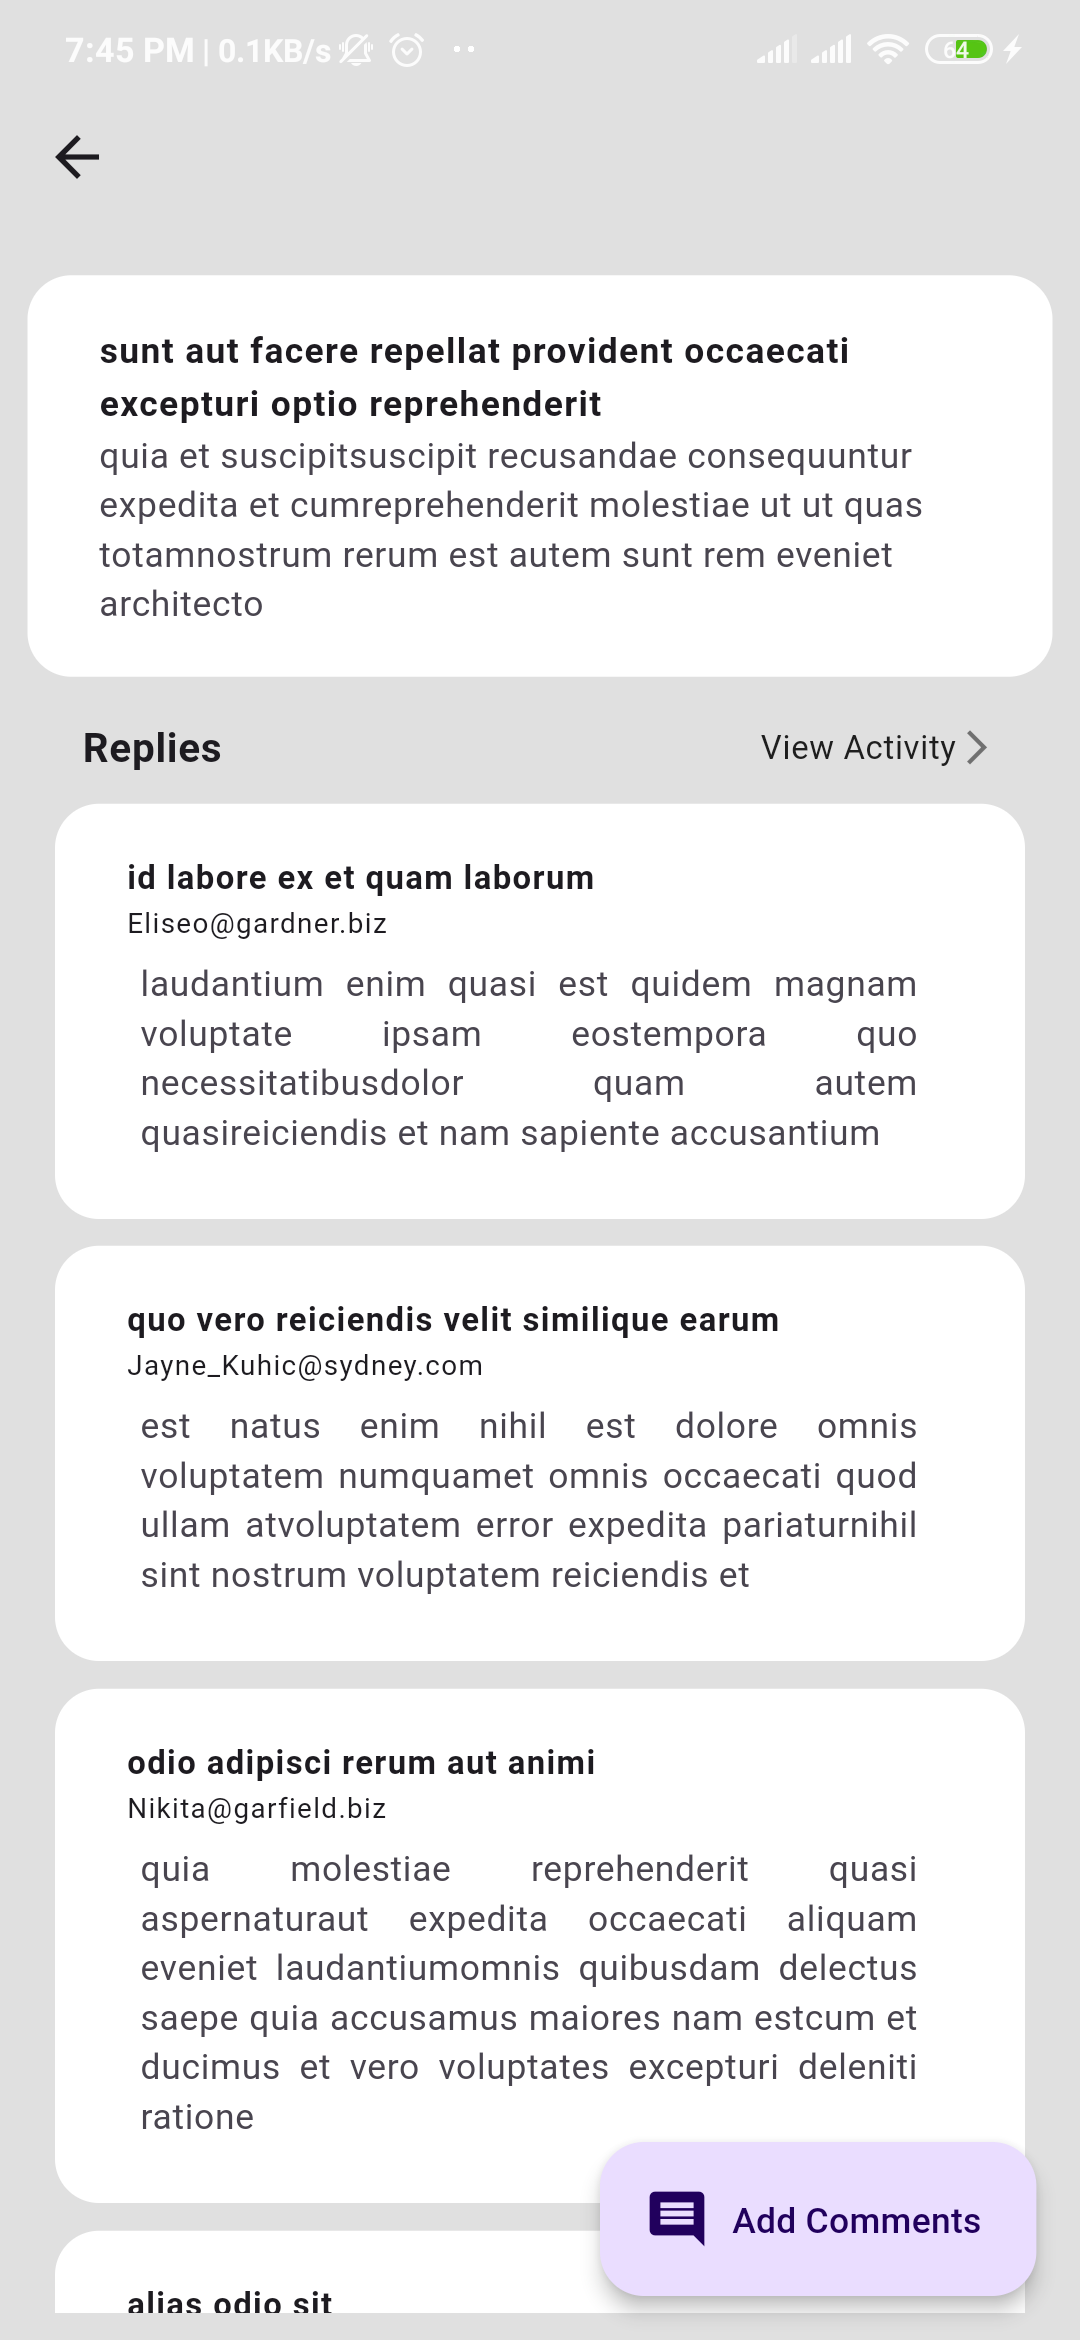 7:45 PM | 0.1KB/s
64
sunt aut facere repellat provident occaecati
excepturi optio reprehenderit
quia et suscipitsuscipit recusandae consequuntur
expedita et cumreprehenderit molestiae ut ut quas
totamnostrum rerum est autem sunt rem eveniet
architecto
Replies
View Activity
id labore ex et quam laborum
Eliseo@gardner.biz
laudantium enim quasi est quidem magnam
voluptate ipsam eostempora quo
necessitatibusdolor quam autem
quasireiciendis et nam sapiente accusantium
quo vero reiciendis velit similique earum
Jayne_Kuhic@sydney.com
est natus enim nihil est dolore omnis
voluptatem numquamet omnis occaecati quod
ullam atvoluptatem error expedita pariaturnihil
sint nostrum voluptatem reiciendis et
odio adipisci rerum aut animi
Nikita@garfield.biz
quia molestiae reprehenderit quasi
aspernaturaut expedita occaecati aliquam
eveniet laudantiumomnis quibusdam delectus
saepe quia accusamus maiores nam estcum et
ducimus et vero voluptates excepturi deleniti
ratione
Add Comments
alias odio sit